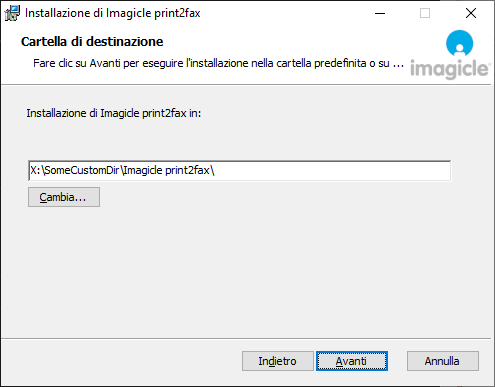 Installazione di Imagicle print2fax
Cartella di destinazione
Fare clic su Avanti per eseguire l'installazione nella cartella predefinita o su ...
imagicle®
Installazione di Imagicle print2fax in:
X:\SomeCustomDir\Imagicle print2fax\
Cambia...
Indietro
Avanti
Annulla